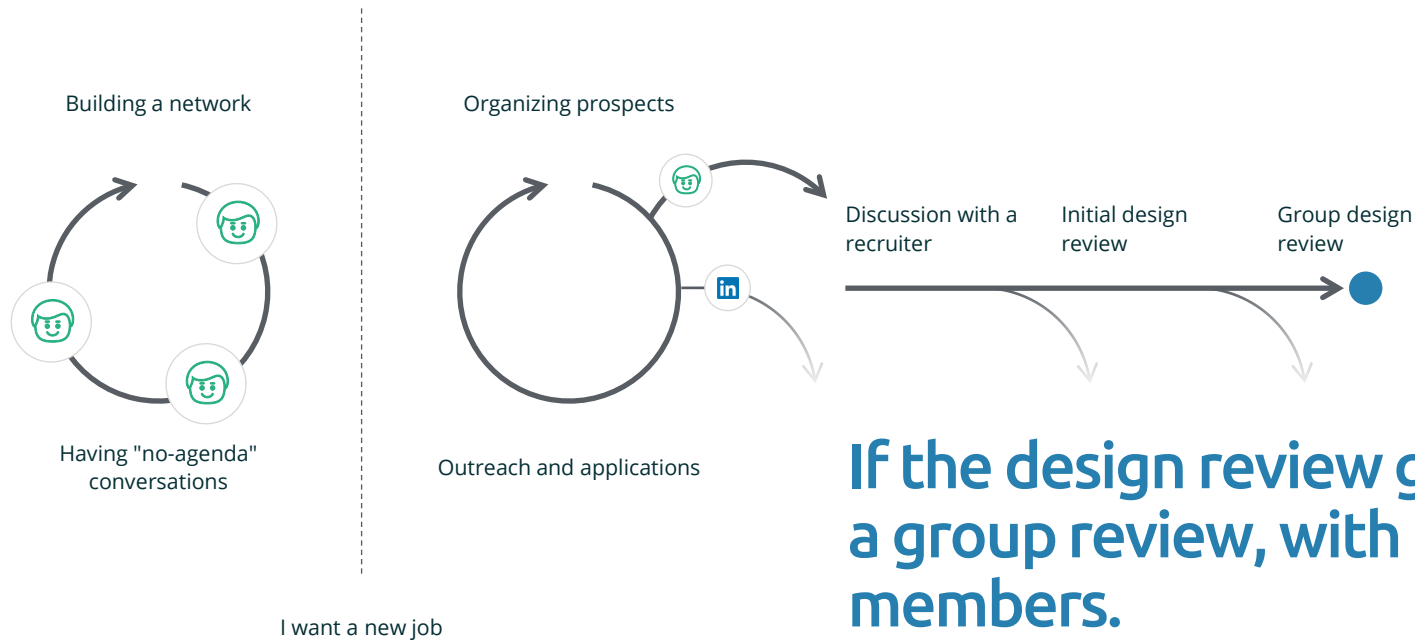 Building a network
Organizing prospects
Discussion with a
recruiter
Initial design
review
Group design
review
in
Having "no-agenda"
conversations
Outreach and applications
If the design review g
a group review, with
members.
I want a new job